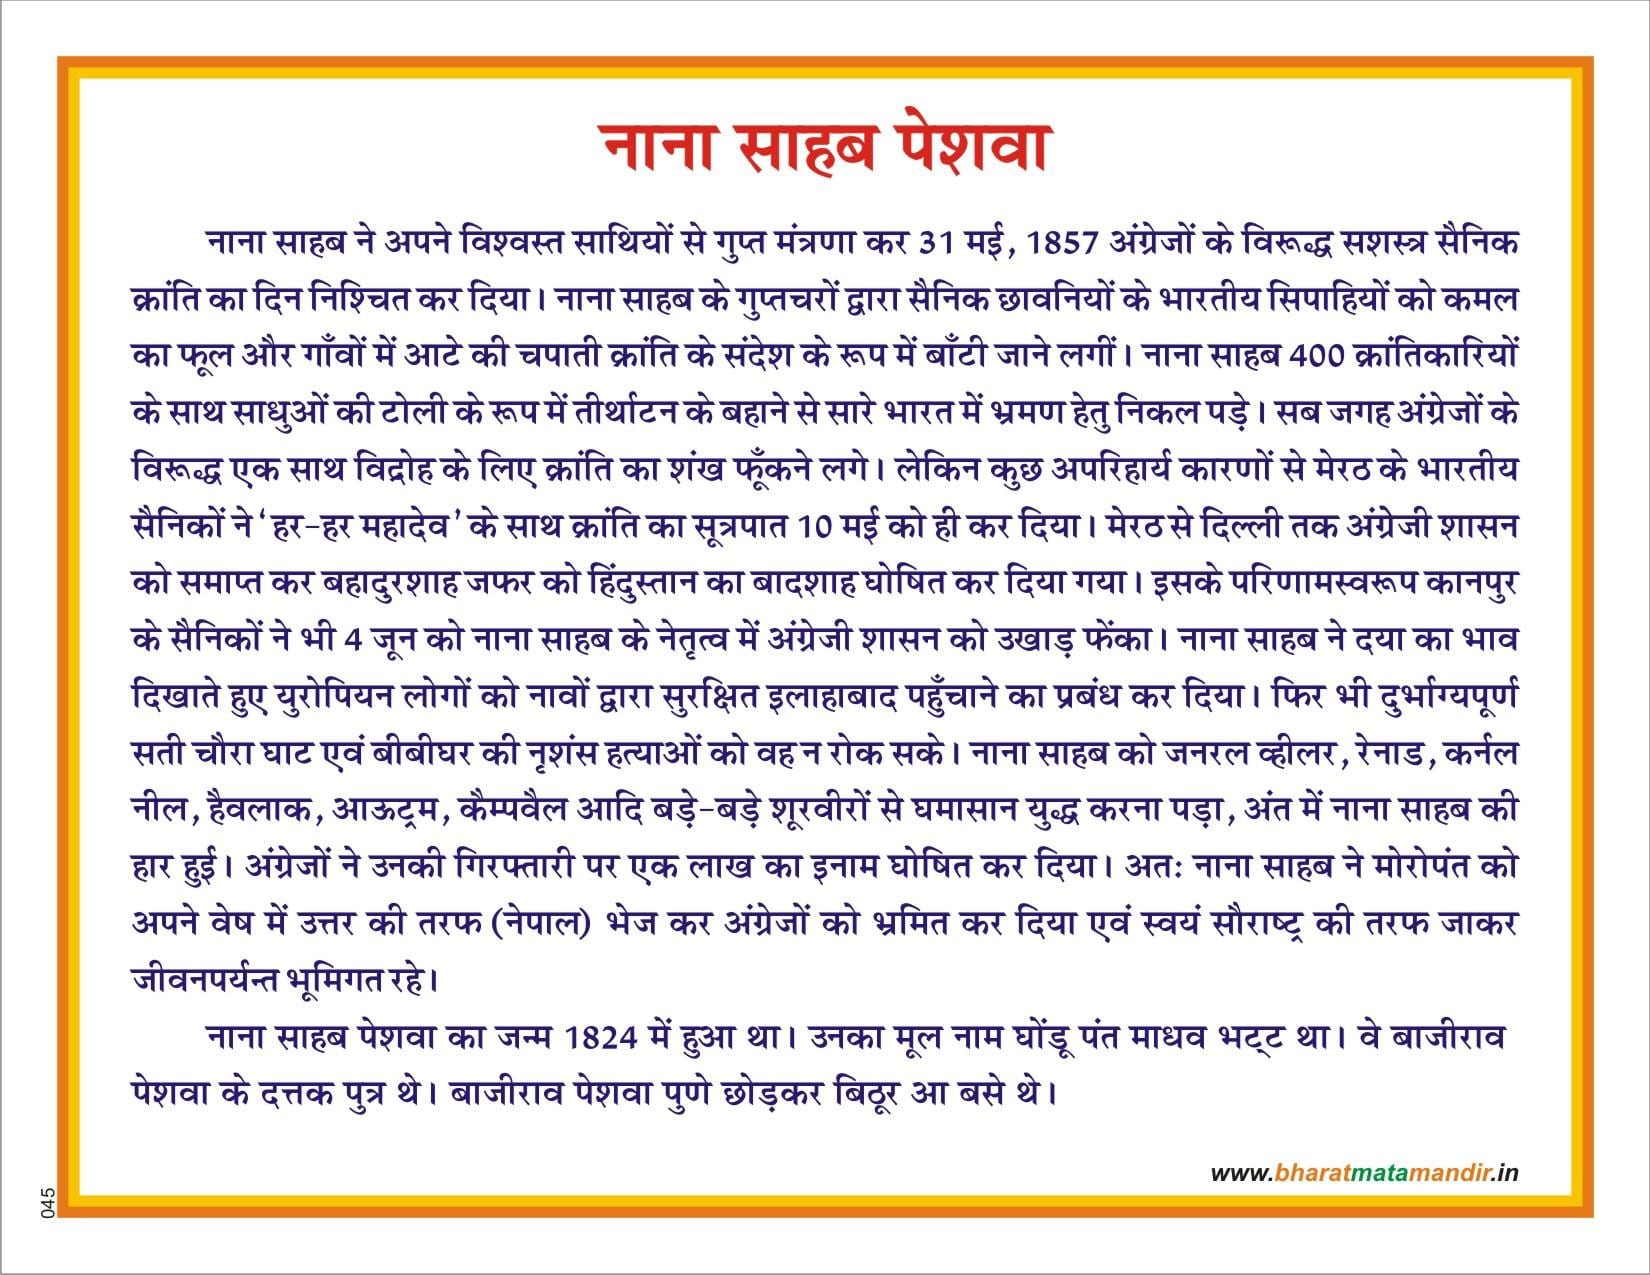 नाना साहब पेशवा
नाना साहब ने अपने विश्वस्त साथियों से गुप्त मंत्रणा कर 31 मई, 1857 अंग्रेजों के विरूद्ध सशस्त्र सैनिक
क्रांति का दिन निश्चित कर दिया। नाना साहब के गुप्तचरों द्वारा सैनिक छावनियों के भारतीय सिपाहियों को कमल
का फूल और गाँवों में आटे की चपाती क्रांति के संदेश के रूप में बाँटी जाने लगीं। नाना साहब 400 क्रांतिकारियों
के साथ साधुओं की टोली के रूप में तीर्थाटन के बहाने से सारे भारत में भ्रमण हेतु निकल पड़े। सब जगह अंग्रेजों के
विरूद्ध एक साथ विद्रोह के लिए क्रांति का शंख फूँकने लगे। लेकिन कुछ अपरिहार्य कारणों से मेरठ के भारतीय
सैनिकों ने ‘हर-हर महादेव’ के साथ क्रांति का सूत्रपात 10 मई को ही कर दिया। मेरठ से दिल्ली तक अंग्रेजी शासन
को समाप्त कर बहादुरशाह जफर को हिंदुस्तान का बादशाह घोषित कर दिया गया। इसके परिणामस्वरूप कानपुर
के सैनिकों ने भी 4 जून को नाना साहब के नेतृत्व में अंग्रेजी शासन को उखाड़ फेंका। नाना साहब ने दया का भाव
दिखाते हुए युरोपियन लोगों को नावों द्वारा सुरक्षित इलाहाबाद पहुँचाने का प्रबंध कर दिया। फिर भी दुर्भाग्यपूर्ण
सती चौरा घाट एवं बीबीघर की नृशंस हत्याओं को वह न रोक सके। नाना साहब को जनरल व्हीलर, रेनाड, कर्नल
नील, हैवलाक, आऊट्रम, कैम्पवैल आदि बड़े-बड़े शूरवीरों से घमासान युद्ध करना पड़ा, अंत में नाना साहब की
हार हुई। अंग्रेजों ने उनकी गिरफ्तारी पर एक लाख का इनाम घोषित कर दिया। अतः नाना साहब ने मोरोपंत को
अपने वेष में उत्तर की तरफ (नेपाल) भेज कर अंग्रेजों को भ्रमित कर दिया एवं स्वयं सौराष्ट्र की तरफ जाकर
जीवनपर्यन्त भूमिगत रहे।
नाना साहब पेशवा का जन्म 1824 में हुआ था। उनका मूल नाम घोंडू पंत माधव भट्ट था। वे बाजीराव
पेशवा के दत्तक पुत्र थे। बाजीराव पेशवा पुणे छोड़कर बिठूर आ बसे थे।
www.bharatmatamandir.in
045